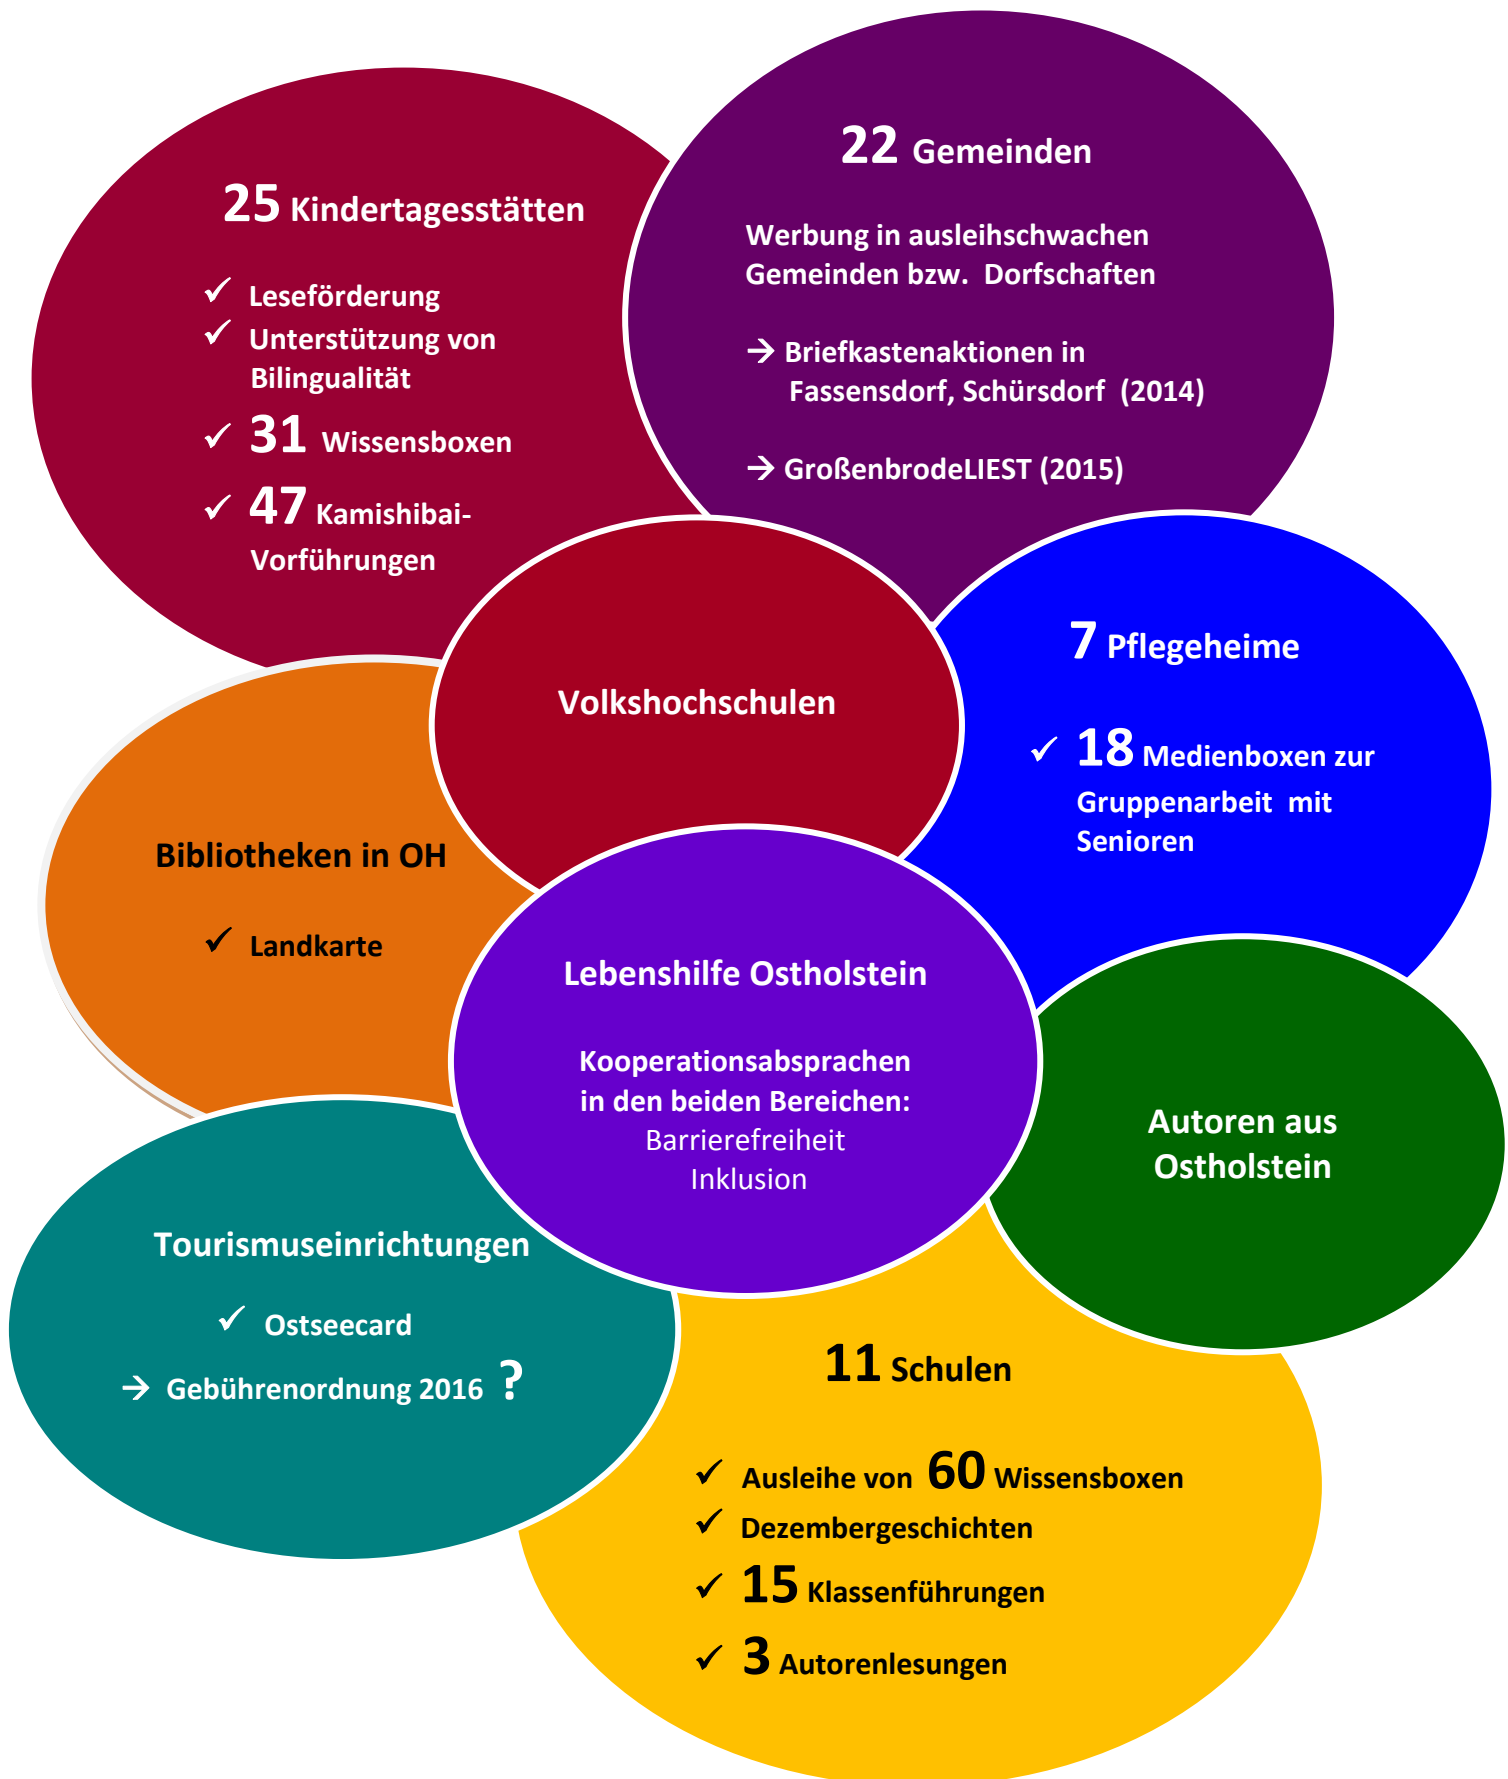 25 Kindertagesstätten
✓ Leseförderung
✓ Unterstützung von
Bilingualität
✓ 31 Wissensboxen
✓ 47 Kamishibai-
Vorführungen
22 Gemeinden
Werbung in ausleihschwachen
Gemeinden bzw. Dorfschaften
→ Briefkastenaktionen in
Fassensdorf, Schürsdorf (2014)
→ GroßenbrodeLIEST (2015)
Volkshochschulen
7 Pflegeheime
✓ 18 Medienboxen zur
Gruppenarbeit mit
Senioren
Bibliotheken in OH
✓ Landkarte
Lebenshilfe Ostholstein
Kooperationsabsprachen
in den beiden Bereichen:
Barrierefreiheit
Inklusion
Autoren aus
Ostholstein
Tourismuseinrichtungen
✓ Ostseecard
→ Gebührenordnung 2016 ?
11 Schulen
✓ Ausleihe von 60 Wissensboxen
✓ Dezembergeschichten
✓ 15 Klassenführungen
✓ 3 Autorenlesungen